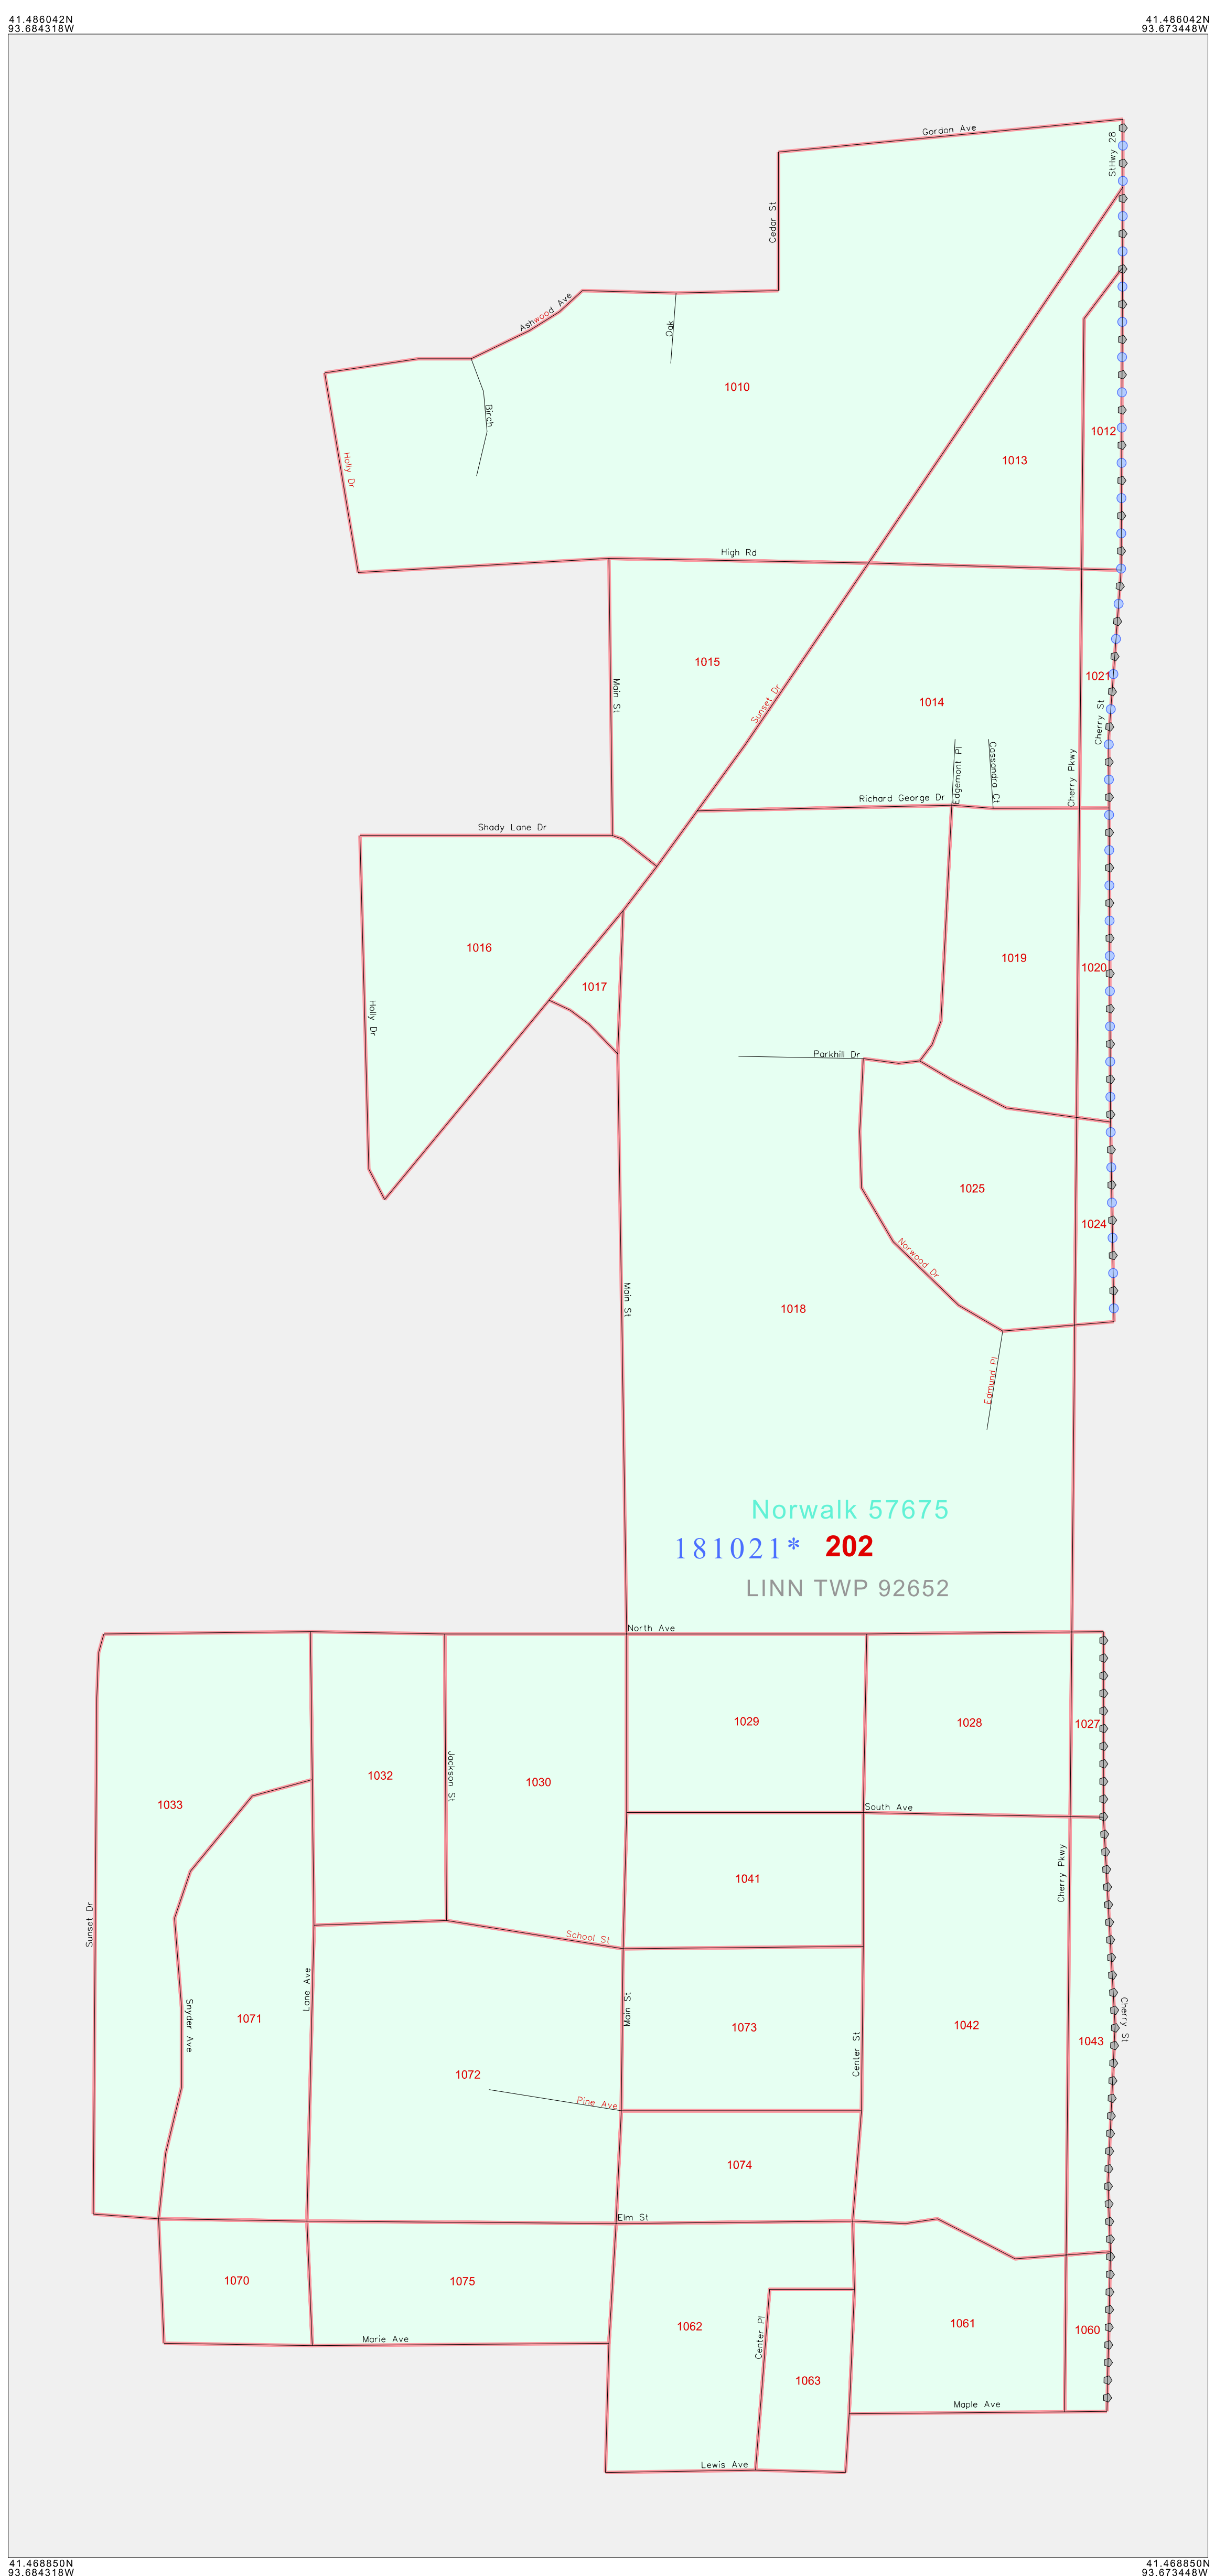 41.486042N
93.684318W
41.486042N
93.673448W
Gordon Ave
StHwy 28
Cedar St
Ashwood Ave
Oak
1010
Birch
1012
Holly Dr
1013
High Rd
1015
1021
Main St
Sunset Dr
1014
Cherry St
Edgemont Pl
Cassandra Ct
Cherry Pkwy
Richard George Dr
Shady Lane Dr
1016
1019
1020
1017
Holly Dr
Parkhill Dr
1025
1024
Norwood Dr
Main St
1018
Edmund Pl
Norwalk 57675
181021* 202
LINN TWP 92652
North Ave
1029
1028
1027
1032
1030
Jackson St
1033
South Ave
1041
Cherry Pkwy
Sunset Dr
School St
Lane Ave
Snyder Ave
1071
Main St
1073
1042
1043
Cherry St
Center St
1072
Pine Ave
1074
Elm St
1070
1075
1062
Center Pl
1061
1060
Marie Ave
1063
Maple Ave
Lewis Ave
41.468850N
93.684318W
41.468850N
93.673448W